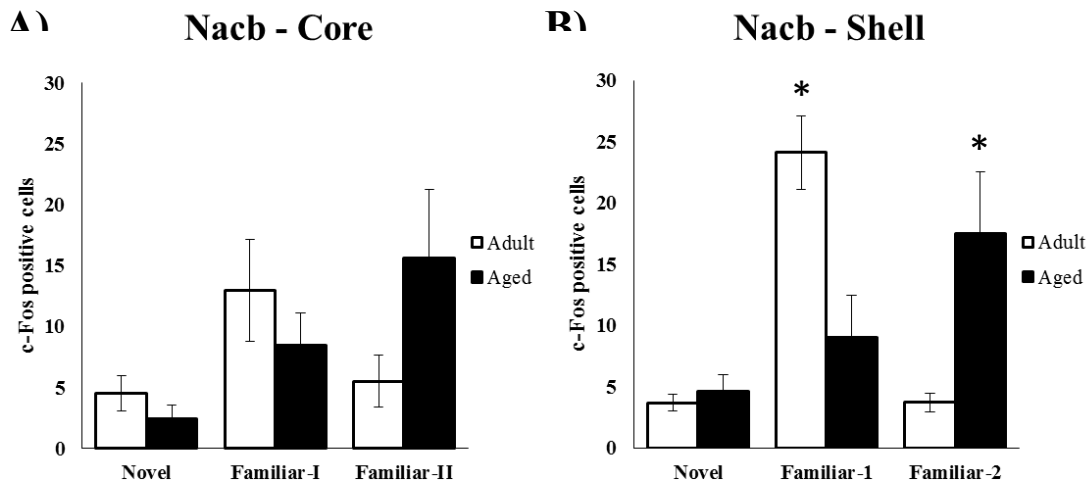 A)
Nacb - Core
c-Fos positive cells
30
25
20
15
10
5
0
Novel
Familiar-I
Familiar-II
Adult
Aged
B)
Nacb - Shell
c-Fos positive cells
30
25
20
15
10
5
0
*
*
Novel
Familiar-1
Familiar-2
Adult
Aged